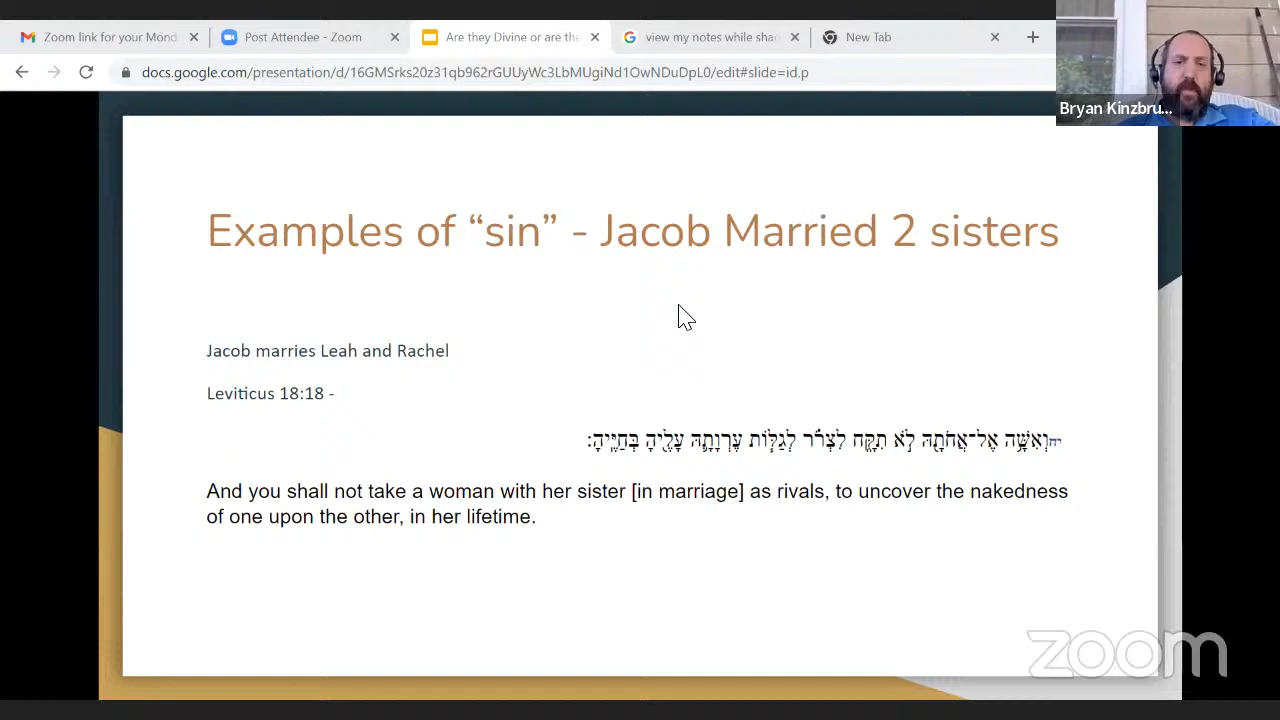 Zoom link for your Mond
Post Attendee - Zoom
Are they Divine or are the
view my notes while sha
New Tab
docs.google.com/presentation/d/16GMSrks20z31qb962rGUUyWc3LbMUgiNd1OwNDuDpL0/edit#slide=id.p
Bryan Kinzbru...
Examples of “sin” - Jacob Married 2 sisters
Jacob marries Leah and Rachel
Leviticus 18:18 -
יח וְאִשָּׁ֥ה אֶל־אֲחֹתָ֖הּ לֹ֣א תִקָּ֑ח לִצְרֹ֗ר לְגַלּ֧וֹת עֶרְוָתָ֛הּ עָלֶ֖יהָ בְּחַיֶּֽיהָ:
And you shall not take a woman with her sister [in marriage] as rivals, to uncover the nakedness
of one upon the other, in her lifetime.
zoom